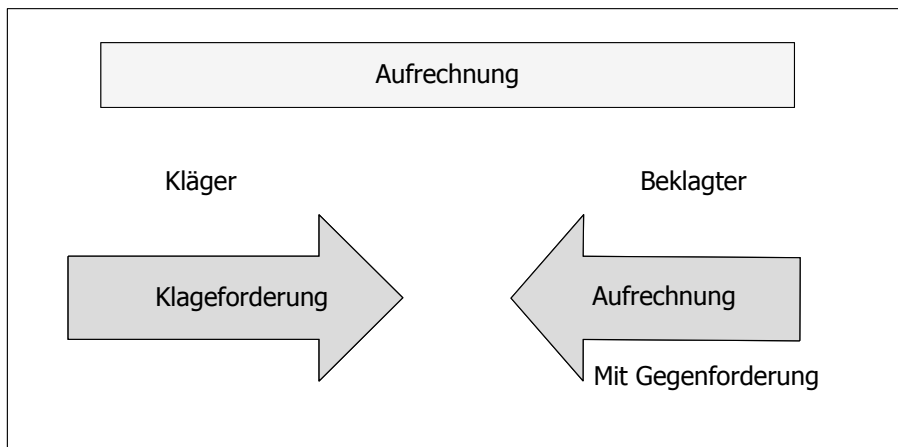 Aufrechnung
Kläger
Beklagter
Klageforderung
Aufrechnung
Mit Gegenforderung